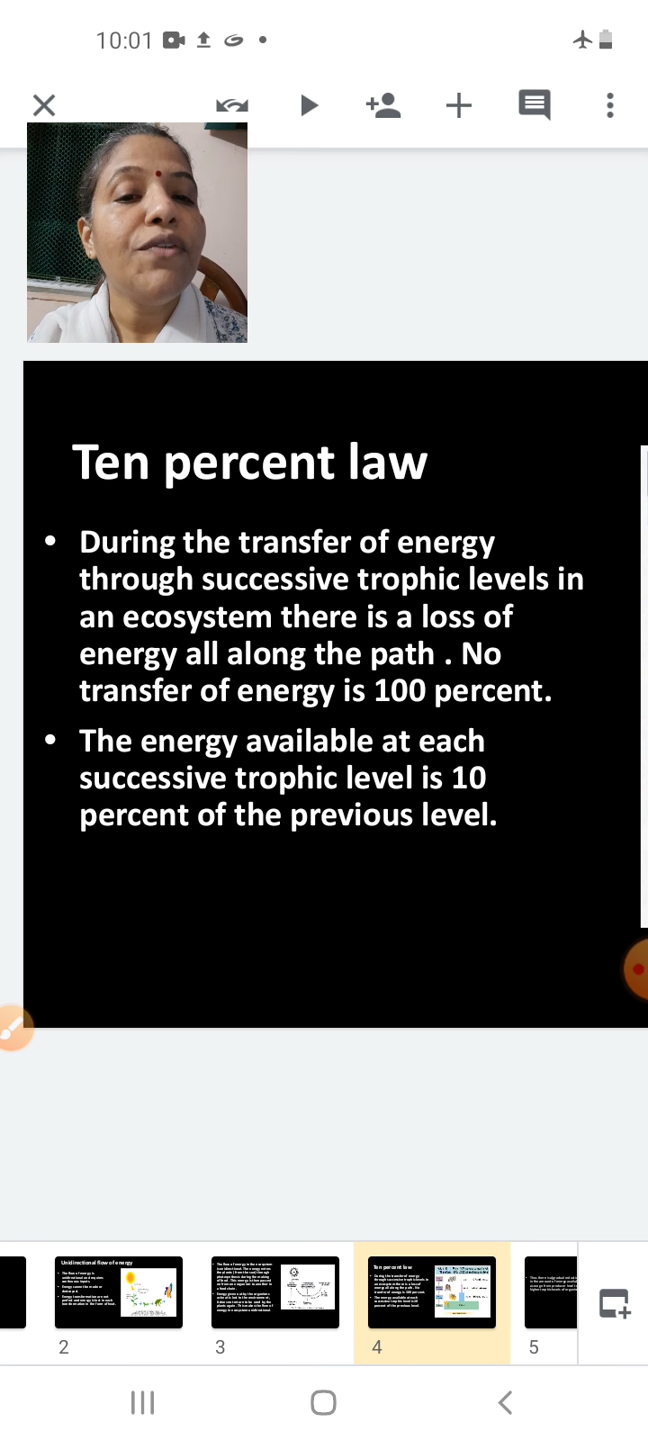 10:01
Ten percent law
• During the transfer of energy
through successive trophic levels in
an ecosystem there is a loss of
energy all along the path . No
transfer of energy is 100 percent.
• The energy available at each
successive trophic level is 10
percent of the previous level.
Unidirectional flow of energy
Ten percent law
2
3
4
5